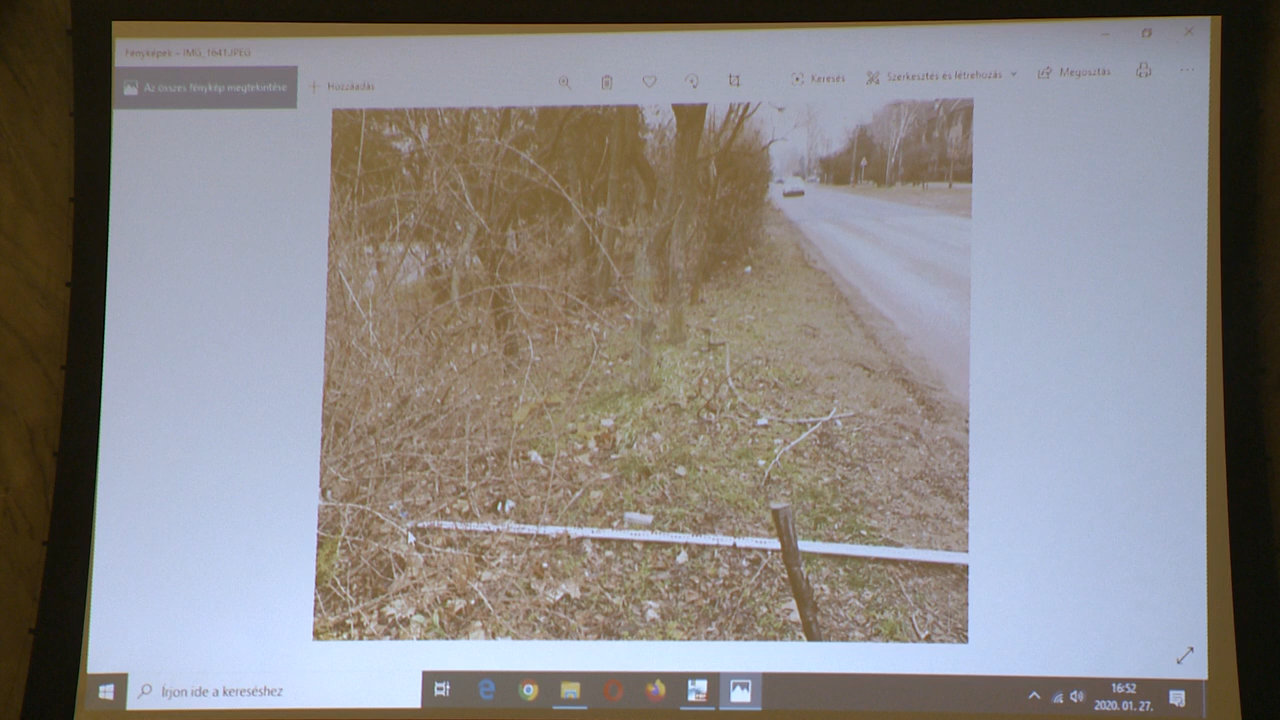 Fényképek – IMG_1641.JPEG
Az összes fénykép megtekintése
Hozzáadás
Keresés
Szerkesztés és létrehozás
Megosztás
Írjon ide a kereséshez
16:52
2020. 01. 27.